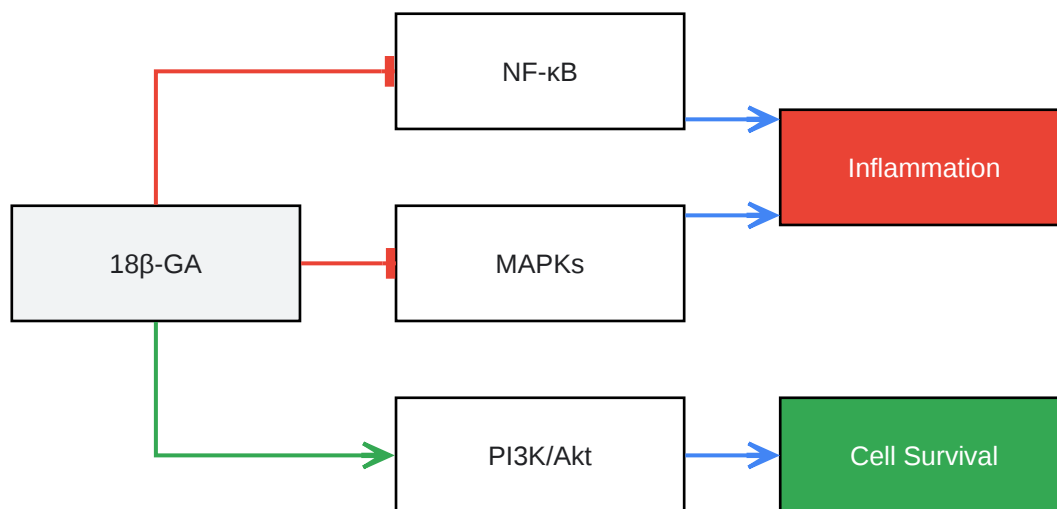 NF-κB
Inflammation
18β-GA
MAPKs
PI3K/Akt
Cell Survival